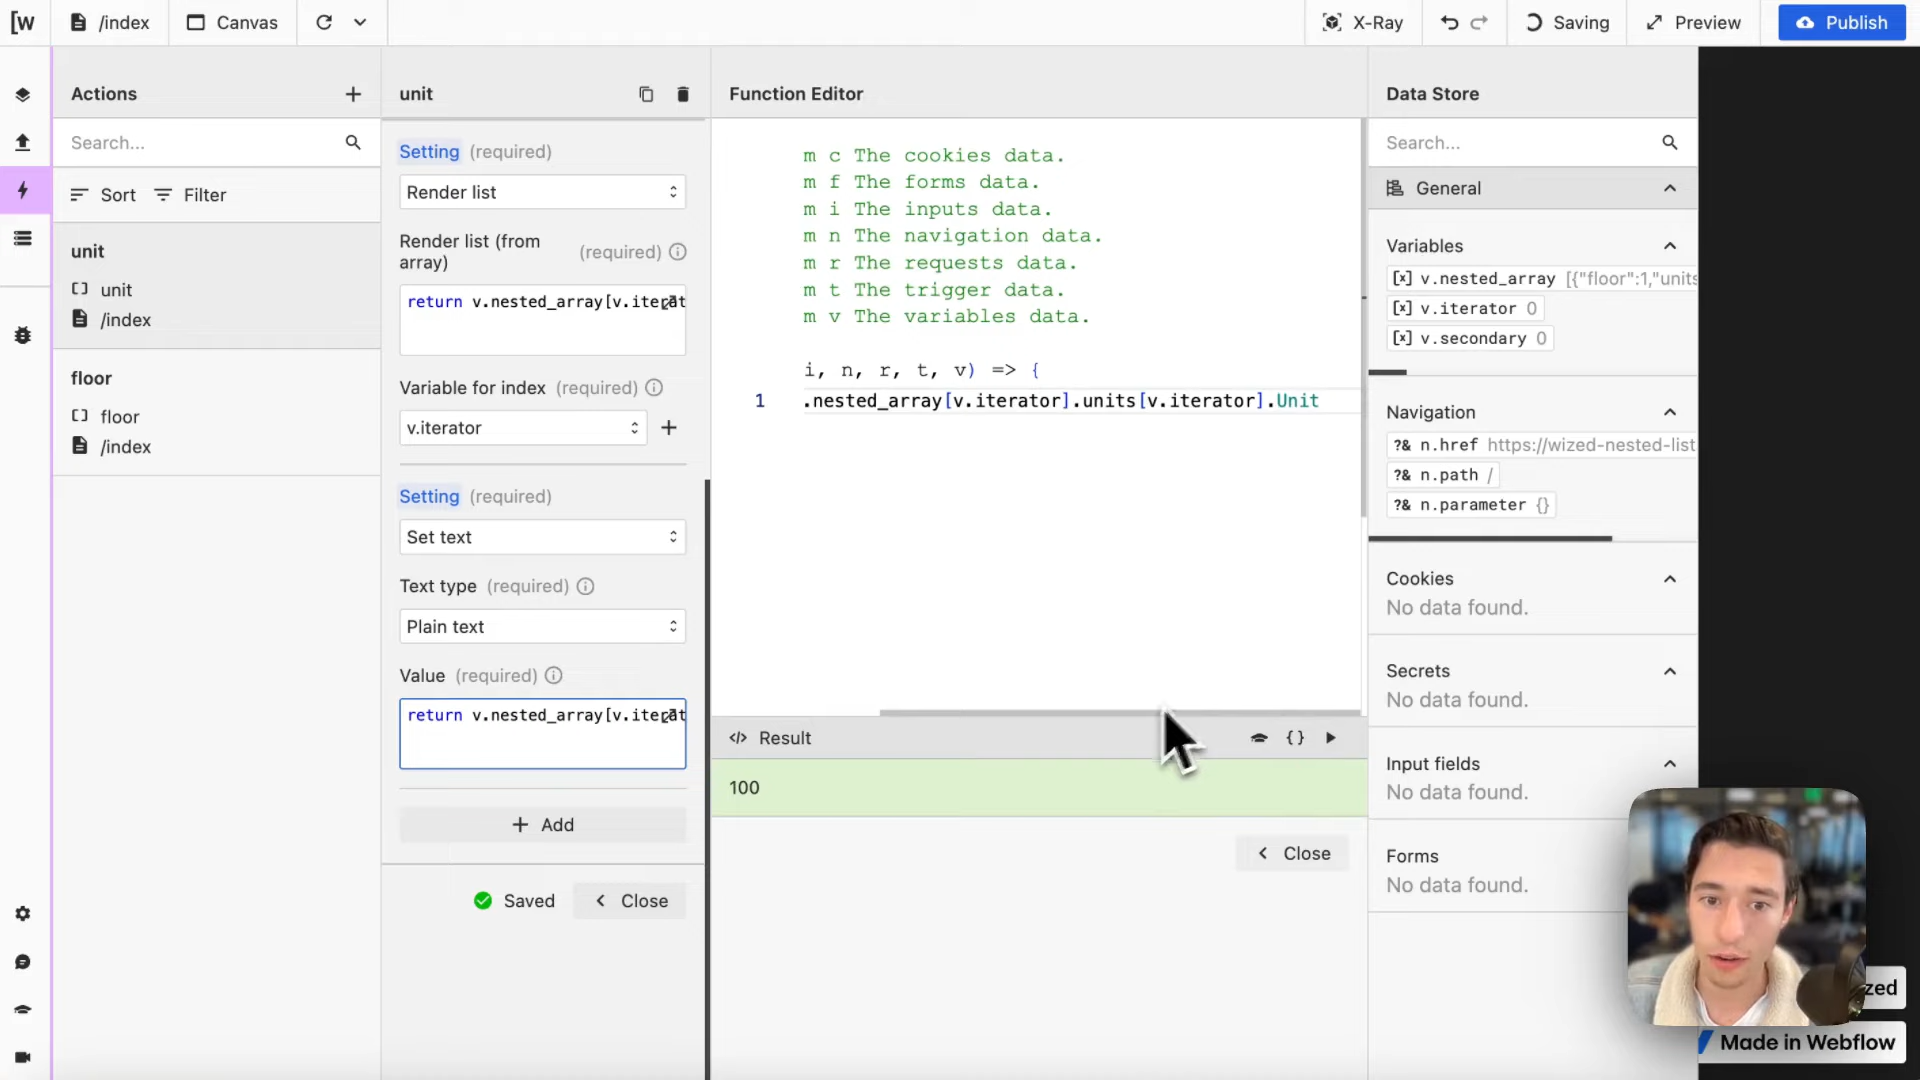 [w
/index
Canvas
X-Ray
Saving
Preview
Publish
Actions
Search...
Sort
Filter
unit
unit
/index
floor
floor
/index
unit
Setting (required)
Render list
Render list (from array) (required)
return v.nested_array[v.iterat
Variable for index (required)
v.iterator
Setting (required)
Set text
Text type (required)
Plain text
Value (required)
return v.nested_array[v.iterat
+ Add
Saved
Close
Function Editor
m c The cookies data.
m f The forms data.
m i The inputs data.
m n The navigation data.
m r The requests data.
m t The trigger data.
m v The variables data.
i, n, r, t, v) => {
1 .nested_array[v.iterator].units[v.iterator].Unit
</> Result
{}
100
Close
Data Store
Search...
General
Variables
[x] v.nested_array [{"floor":1,"units
[x] v.iterator 0
[x] v.secondary 0
Navigation
?& n.href https://wized-nested-list
?& n.path /
?& n.parameter {}
Cookies
No data found.
Secrets
No data found.
Input fields
No data found.
Forms
No data found.
zed
Made in Webflow